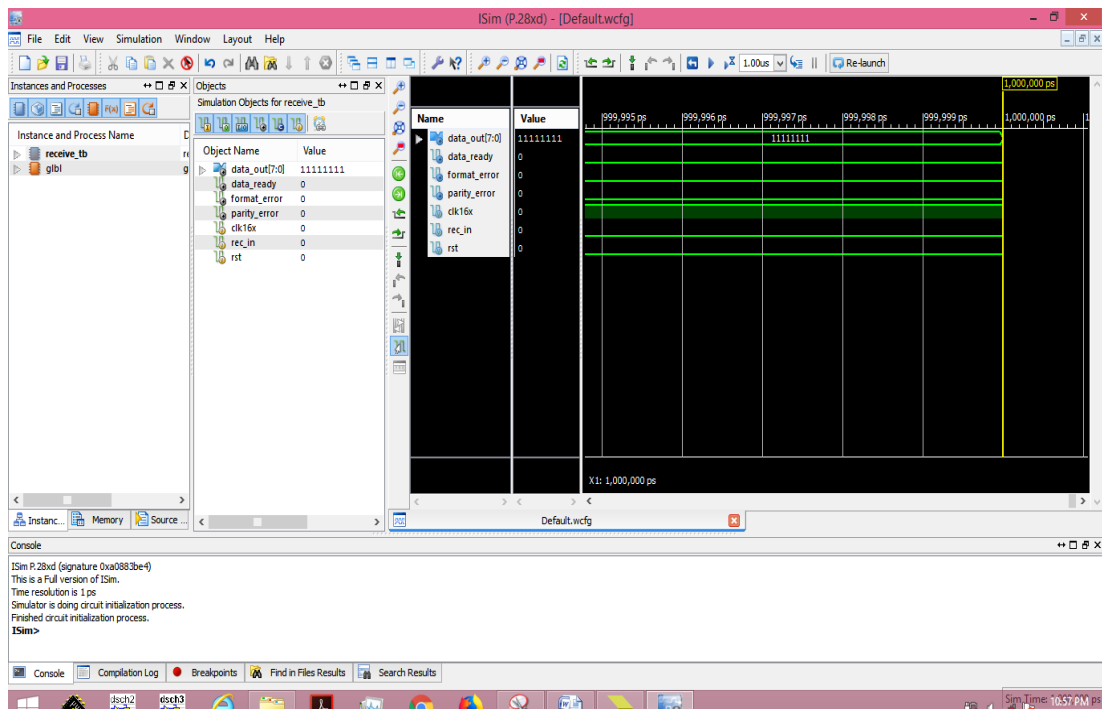 ISim (P.28xd) - [Default.wcfg]
File Edit View Simulation Window Layout Help
1.00us
Re-launch
Instances and Processes
Instance and Process Name
D
receive_tb
re
glbl
g
Instanc...
Memory
Source ...
Objects
Simulation Objects for receive_tb
Object Name Value
data_out[7:0] 11111111
data_ready 0
format_error 0
parity_error 0
clk16x 0
rec_in 0
rst 0
Name Value
data_out[7:0] 11111111
data_ready 0
format_error 0
parity_error 0
clk16x 0
rec_in 0
rst 0
1,000,000 ps
999,995 ps 999,996 ps 999,997 ps 999,998 ps 999,999 ps 1,000,000 ps 1
11111111
X1: 1,000,000 ps
Default.wcfg
Console
ISim P.28xd (signature 0xa0883be4)
This is a Full version of ISim.
Time resolution is 1 ps
Simulator is doing circuit initialization process.
Finished circuit initialization process.
ISim>
Console Compilation Log Breakpoints Find in Files Results Search Results
dsch2 dsch3
10:57 PM